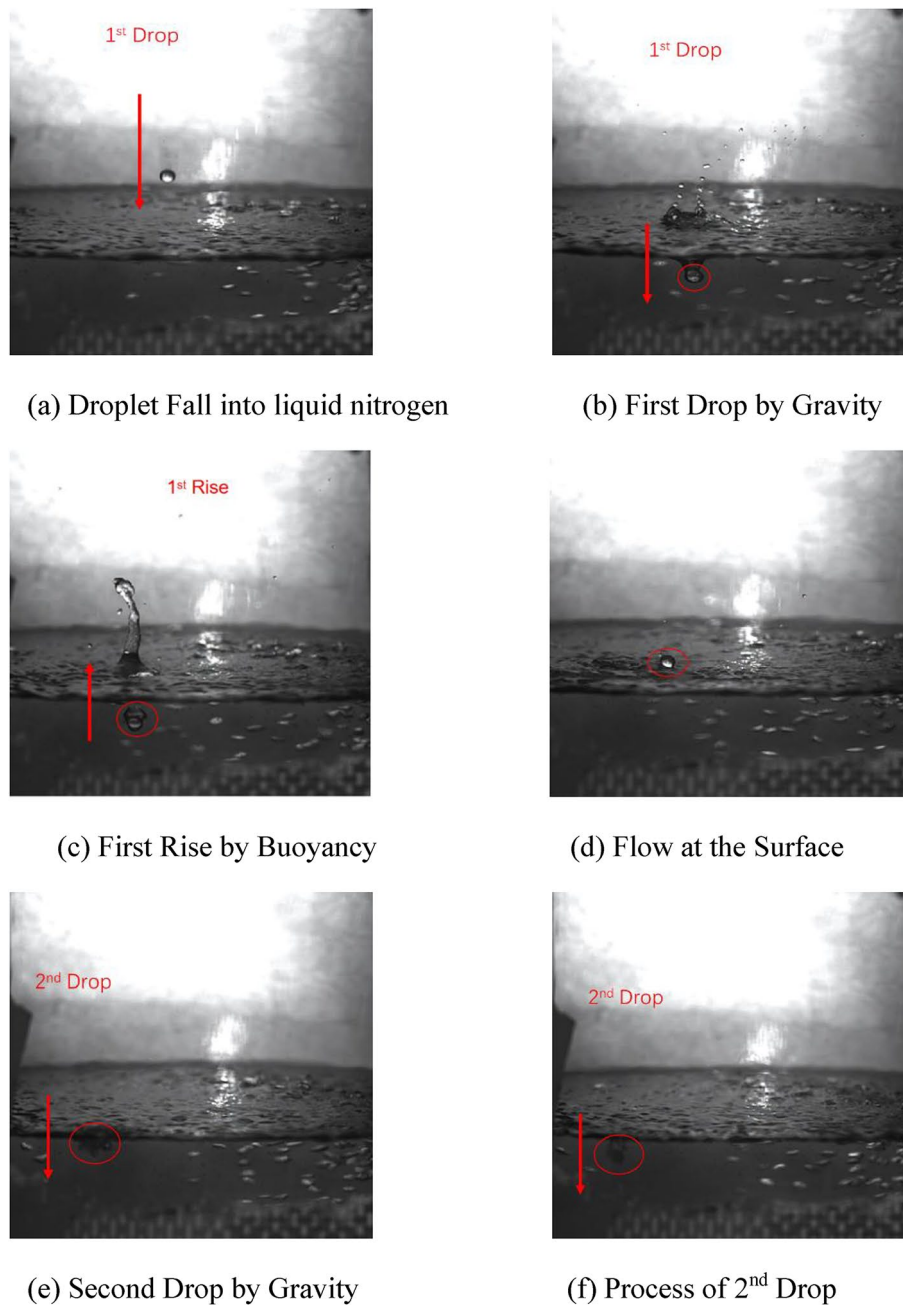 1st Drop
1st Drop
(a) Droplet Fall into liquid nitrogen
(b) First Drop by Gravity
1st Rise
(c) First Rise by Buoyancy
(d) Flow at the Surface
2nd Drop
2nd Drop
(e) Second Drop by Gravity
(f) Process of 2nd Drop